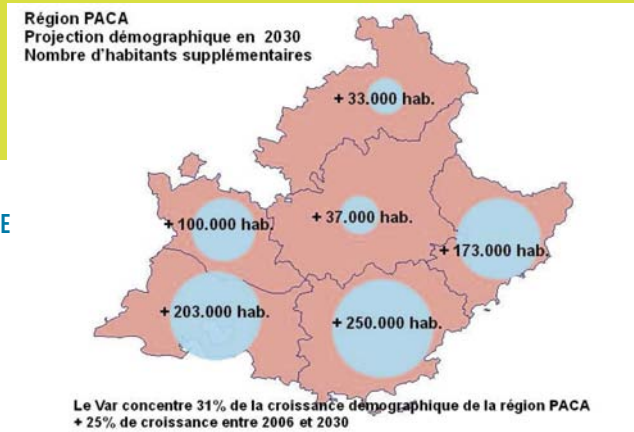 Région PACA
Projection démographique en 2030
Nombre d'habitants supplémentaires
+ 33.000 hab.
E
+ 100.000 hab.
+ 37.000 hab.
+ 173.000 hab.
+ 203.000 hab.
+ 250.000 hab.
Le Var concentre 31% de la croissance démographique de la région PACA
+ 25% de croissance entre 2006 et 2030